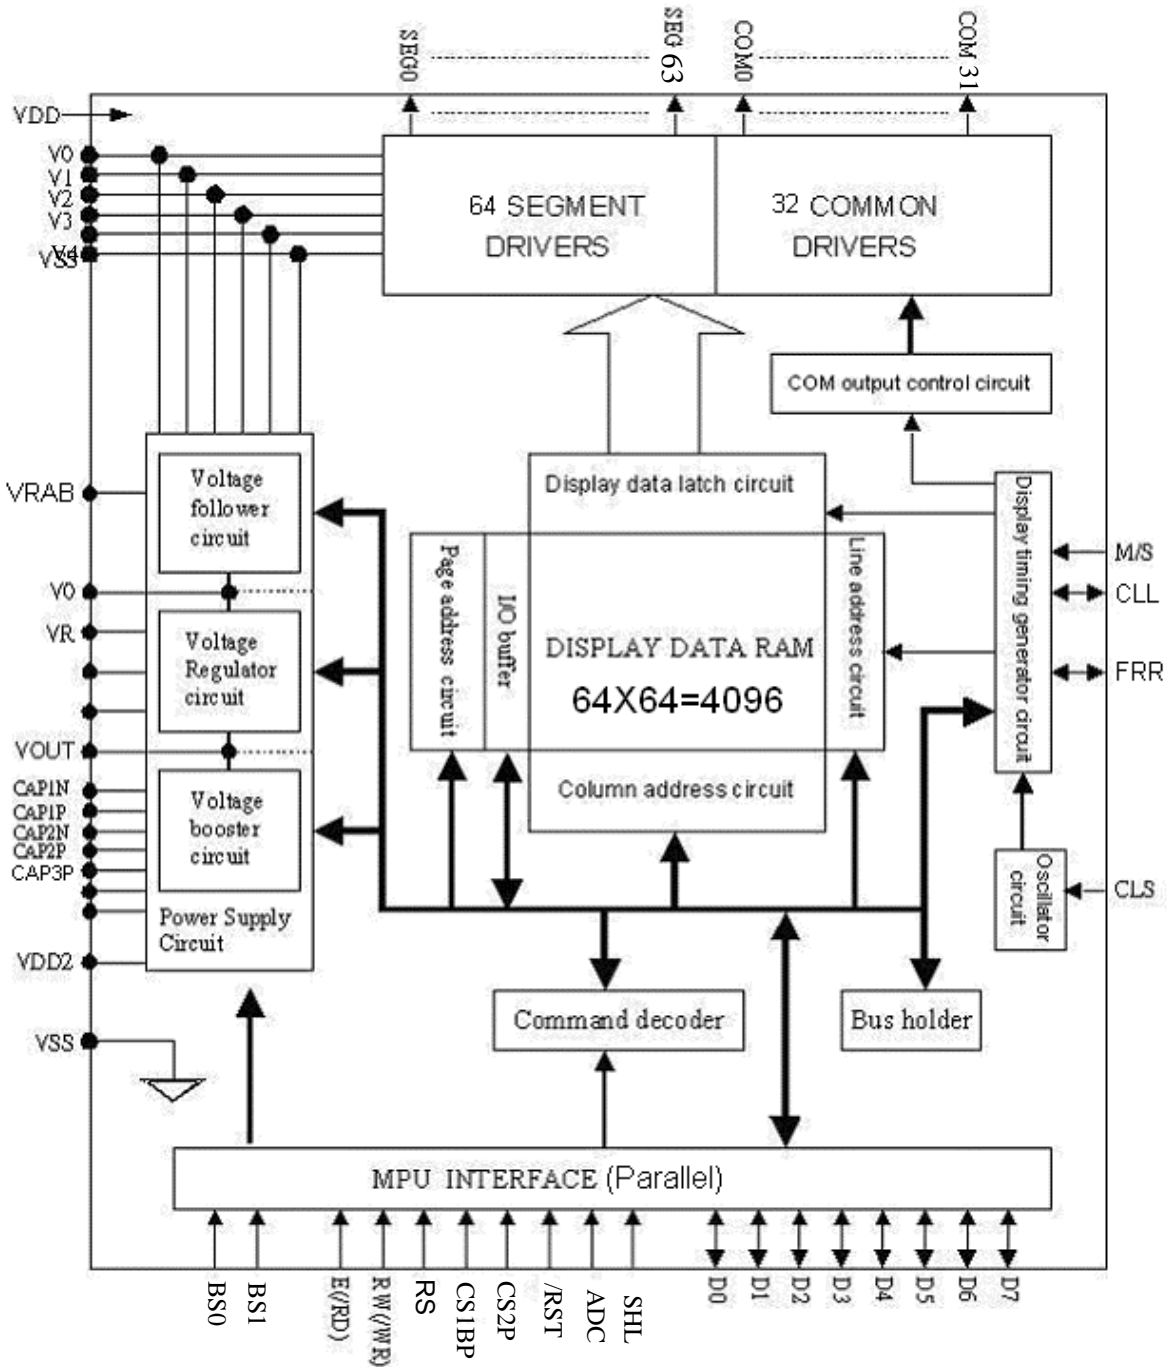 SEG0
SEG 63
COM0
COM 31
VDD
V0
V1
V2
V3
V4
VSS
64 SEGMENT
DRIVERS
32 COMMON
DRIVERS
COM output control circuit
VRAB
V0
VR
VOUT
CAP1N
CAP1P
CAP2N
CAP2P
CAP3P
VDD2
VSS
Voltage
follower
circuit
Voltage
Regulator
circuit
Voltage
booster
circuit
Power Supply
Circuit
Display data latch circuit
Page address circuit
I/O buffer
DISPLAY DATA RAM
64X64=4096
Line address circuit
Column address circuit
Display timing generator circuit
M/S
CLL
FRR
Oscillator
circuit
CLS
Command decoder
Bus holder
MPU INTERFACE (Parallel)
BS0
BS1
E(/RD)
RW(/WR)
RS
CS1BP
CS2P
/RST
ADC
SHL
D0
D1
D2
D3
D4
D5
D6
D7